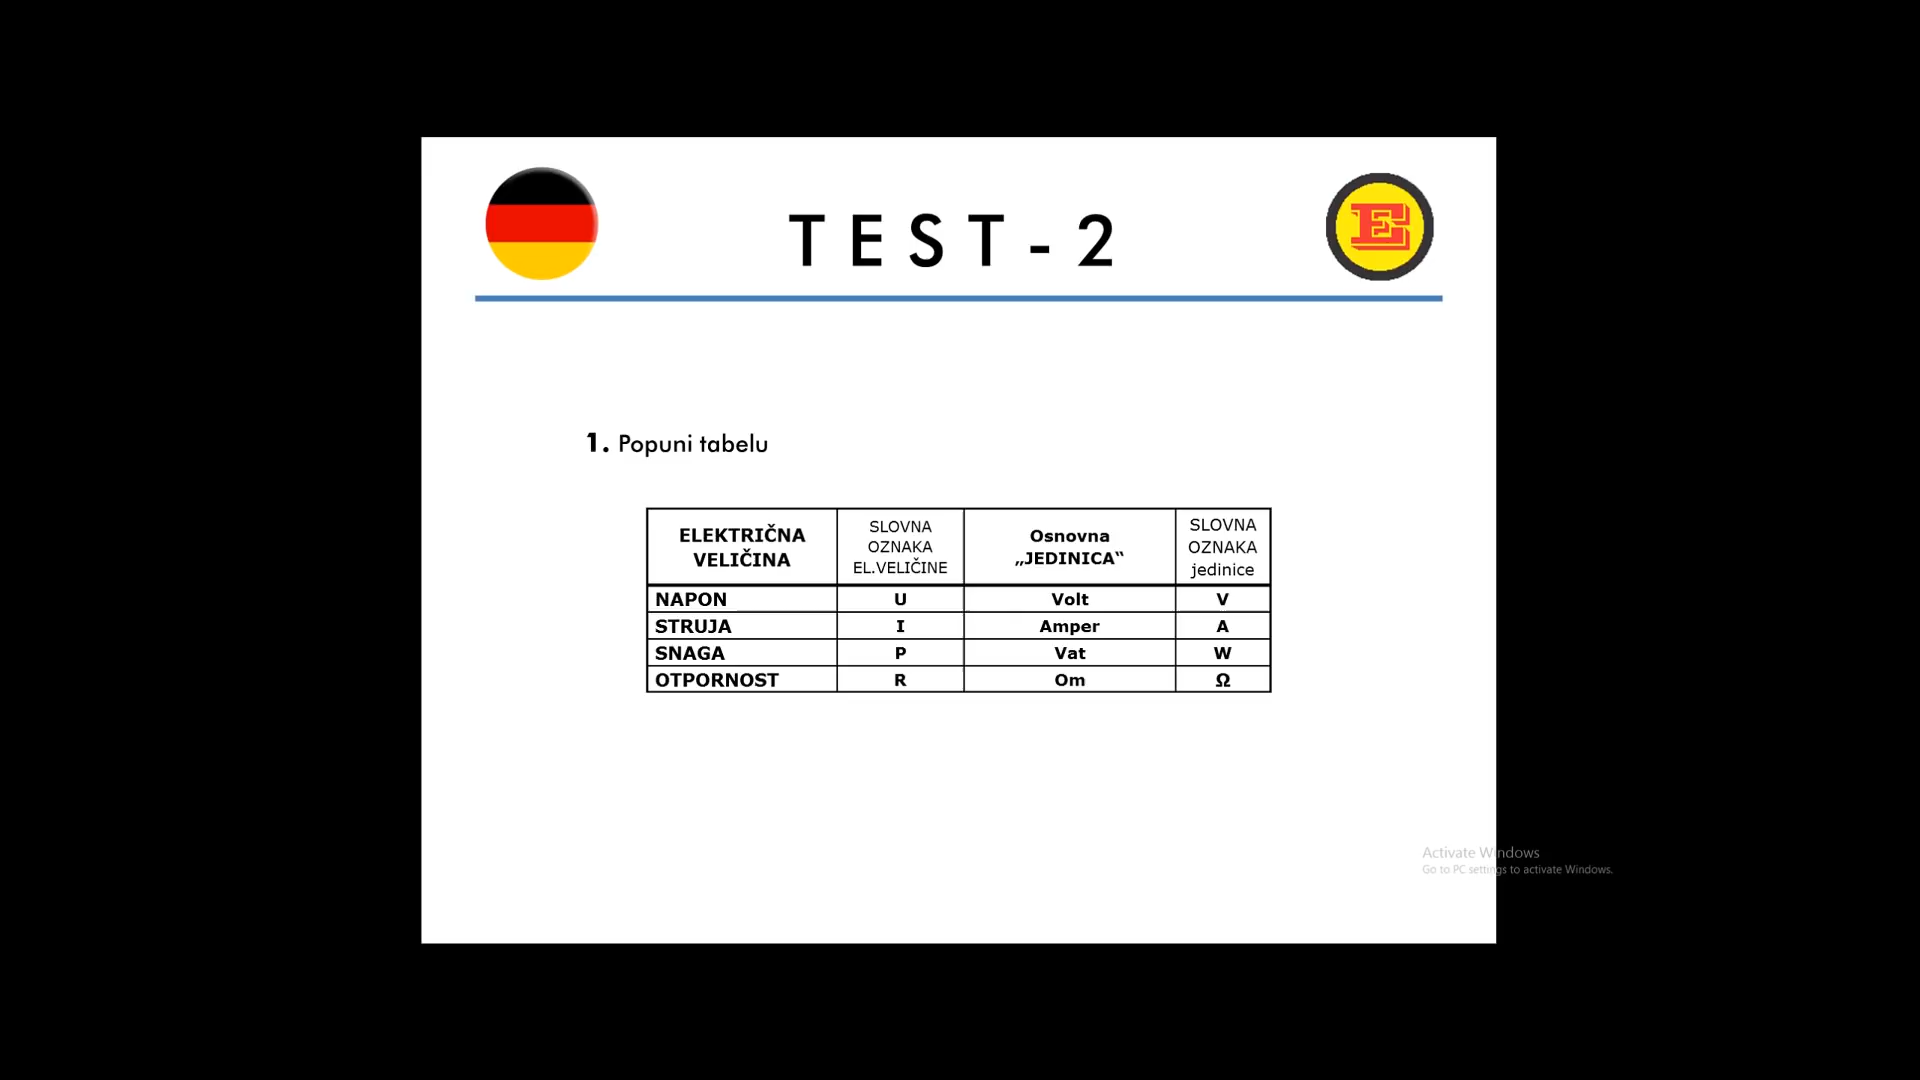 T E S T - 2
E
1. Popuni tabelu
ELEKTRIČNA VELIČINA | SLOVNA OZNAKA EL.VELIČINE | Osnovna „JEDINICA“ | SLOVNA OZNAKA jedinice
NAPON | U | Volt | V
STRUJA | I | Amper | A
SNAGA | P | Vat | W
OTPORNOST | R | Om | Ω
Activate Windows
Go to PC settings to activate Windows.